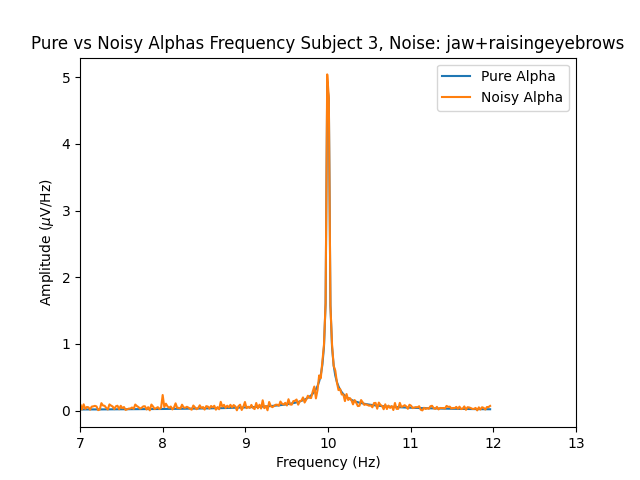 Pure vs Noisy Alphas Frequency Subject 3, Noise: jaw+raisingeyebrows
Pure Alpha
Noisy Alpha
Amplitude (μV/Hz)
5
4
3
2
1
0
7 8 9 10 11 12 13
Frequency (Hz)